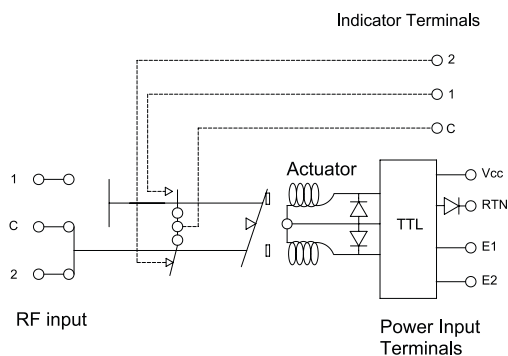 Indicator Terminals
2
1
C
Actuator
1
C
2
TTL
Vcc
RTN
E1
E2
RF input
Power Input
Terminals